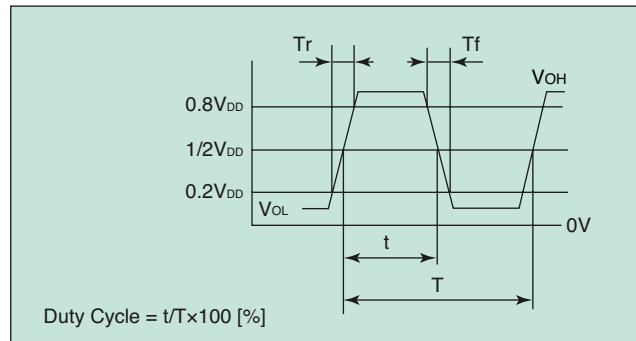 Tr
Tf
VOH
0.8VDD
1/2VDD
0.2VDD
VOL
0V
t
T
Duty Cycle = t/T×100 [%]